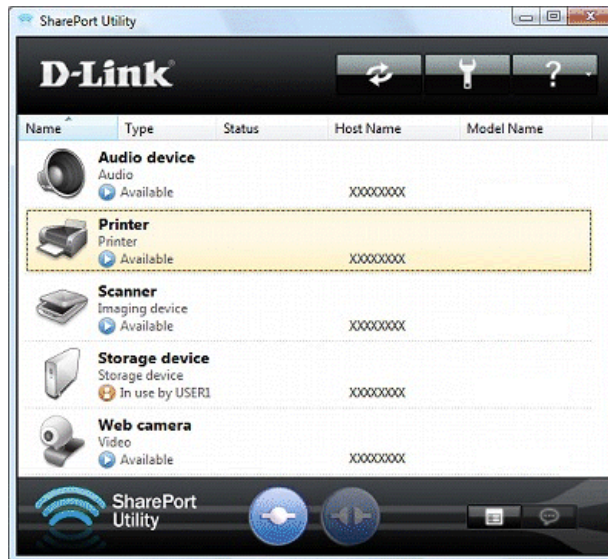 SharePort Utility
D-Link
?
Name Type Status Host Name Model Name
Audio device
Audio
Available XXXXXXXX
Printer
Printer
Available XXXXXXXX
Scanner
Imaging device
Available XXXXXXXX
Storage device
Storage device
In use by USER1 XXXXXXXX
Web camera
Video
Available XXXXXXXX
SharePort
Utility